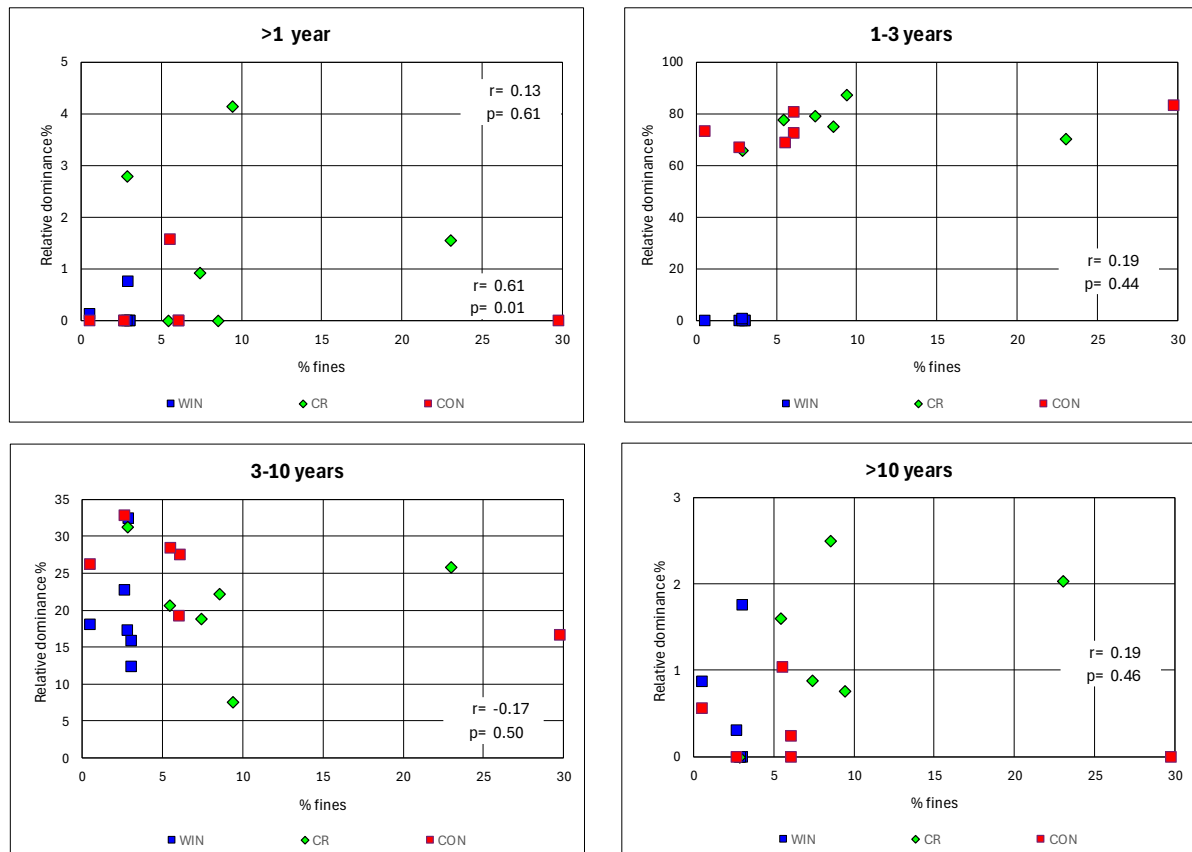 >1 year
5
4
3
2
1
0
0 5 10 15 20 25 30
Relative dominance%
% fines
r= 0.13
p= 0.61
r= 0.61
p= 0.01
WIN CR CON
1-3 years
100
80
60
40
20
0
0 5 10 15 20 25 30
Relative dominance%
% fines
r= 0.19
p= 0.44
WIN CR CON
3-10 years
35
30
25
20
15
10
5
0
0 5 10 15 20 25 30
Relative dominance%
% fines
r= -0.17
p= 0.50
WIN CR CON
>10 years
3
2
1
0
0 5 10 15 20 25 30
Relative dominance%
% fines
r= 0.19
p= 0.46
WIN CR CON